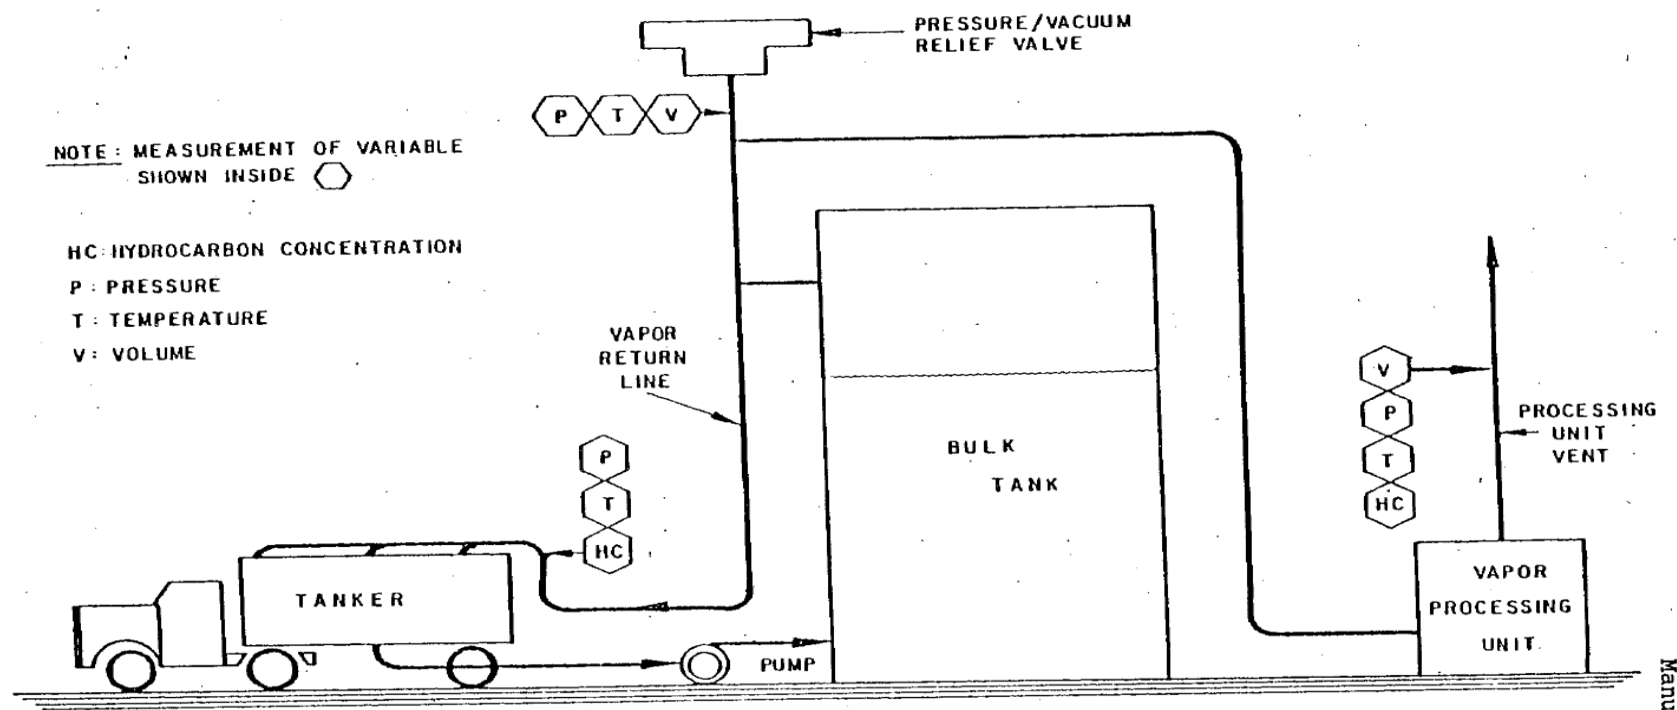 PRESSURE/VACUUM
RELIEF VALVE
P T V
NOTE: MEASUREMENT OF VARIABLE
SHOWN INSIDE
HC: HYDROCARBON CONCENTRATION
P: PRESSURE
T: TEMPERATURE
V: VOLUME
VAPOR
RETURN
LINE
P
T
HC
TANKER
PUMP
BULK
TANK
V
P
T
HC
PROCESSING
UNIT
VENT
VAPOR
PROCESSING
UNIT
Manu